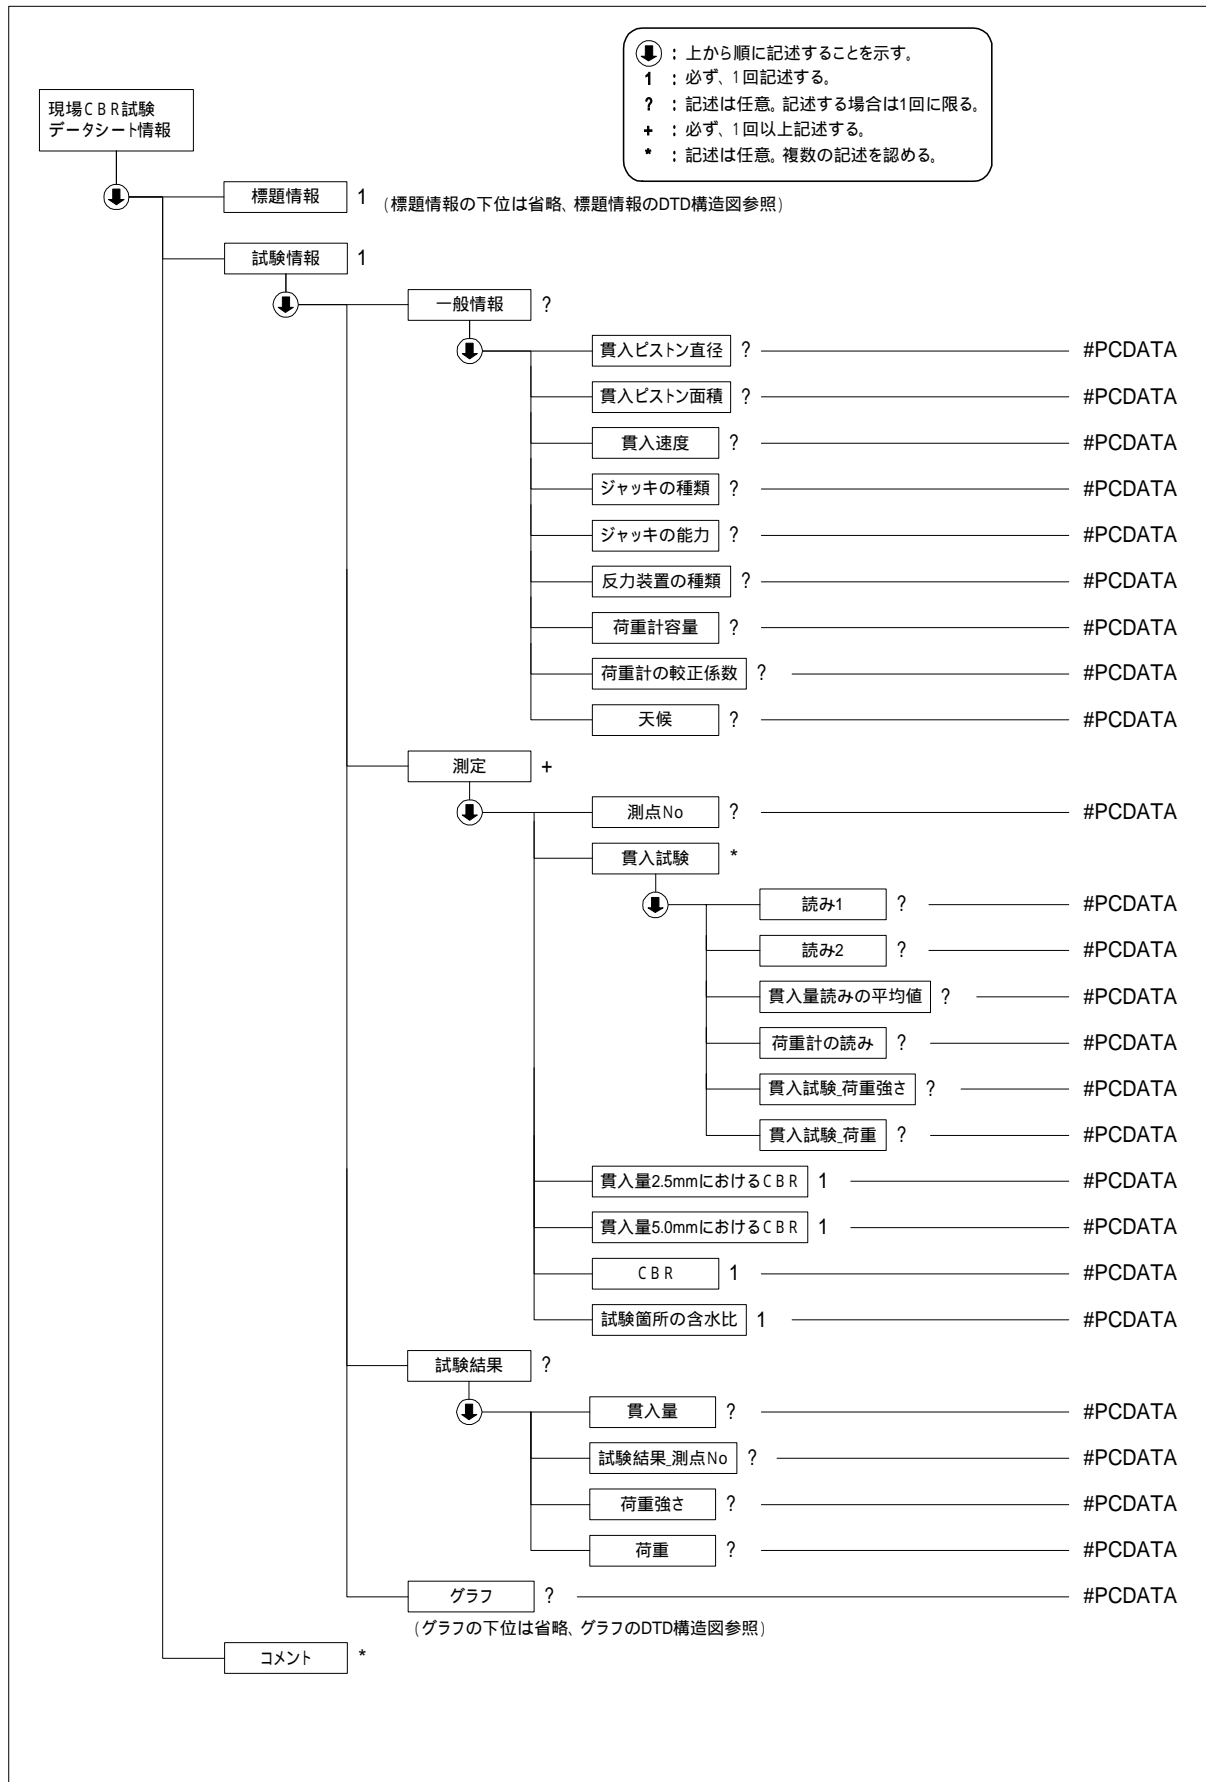 ⬇ : 上から順に記述することを示す。
1 : 必ず、1回記述する。
? : 記述は任意。記述する場合は1回に限る。
+ : 必ず、1回以上記述する。
* : 記述は任意。複数の記述を認める。
現場CBR試験
データシート情報
標題情報 1 (標題情報の下位は省略、標題情報のDTD構造図参照)
試験情報 1
一般情報 ?
貫入ピストン直径 ? #PCDATA
貫入ピストン面積 ? #PCDATA
貫入速度 ? #PCDATA
ジャッキの種類 ? #PCDATA
ジャッキの能力 ? #PCDATA
反力装置の種類 ? #PCDATA
荷重計容量 ? #PCDATA
荷重計の較正係数 ? #PCDATA
天候 ? #PCDATA
測定 +
測点No ? #PCDATA
貫入試験 *
読み1 ? #PCDATA
読み2 ? #PCDATA
貫入量読みの平均値 ? #PCDATA
荷重計の読み ? #PCDATA
貫入試験_荷重強さ ? #PCDATA
貫入試験_荷重 ? #PCDATA
貫入量2.5mmにおけるCBR 1 #PCDATA
貫入量5.0mmにおけるCBR 1 #PCDATA
CBR 1 #PCDATA
試験箇所の含水比 1 #PCDATA
試験結果 ?
貫入量 ? #PCDATA
試験結果_測点No ? #PCDATA
荷重強さ ? #PCDATA
荷重 ? #PCDATA
グラフ ? #PCDATA
(グラフの下位は省略、グラフのDTD構造図参照)
コメント *